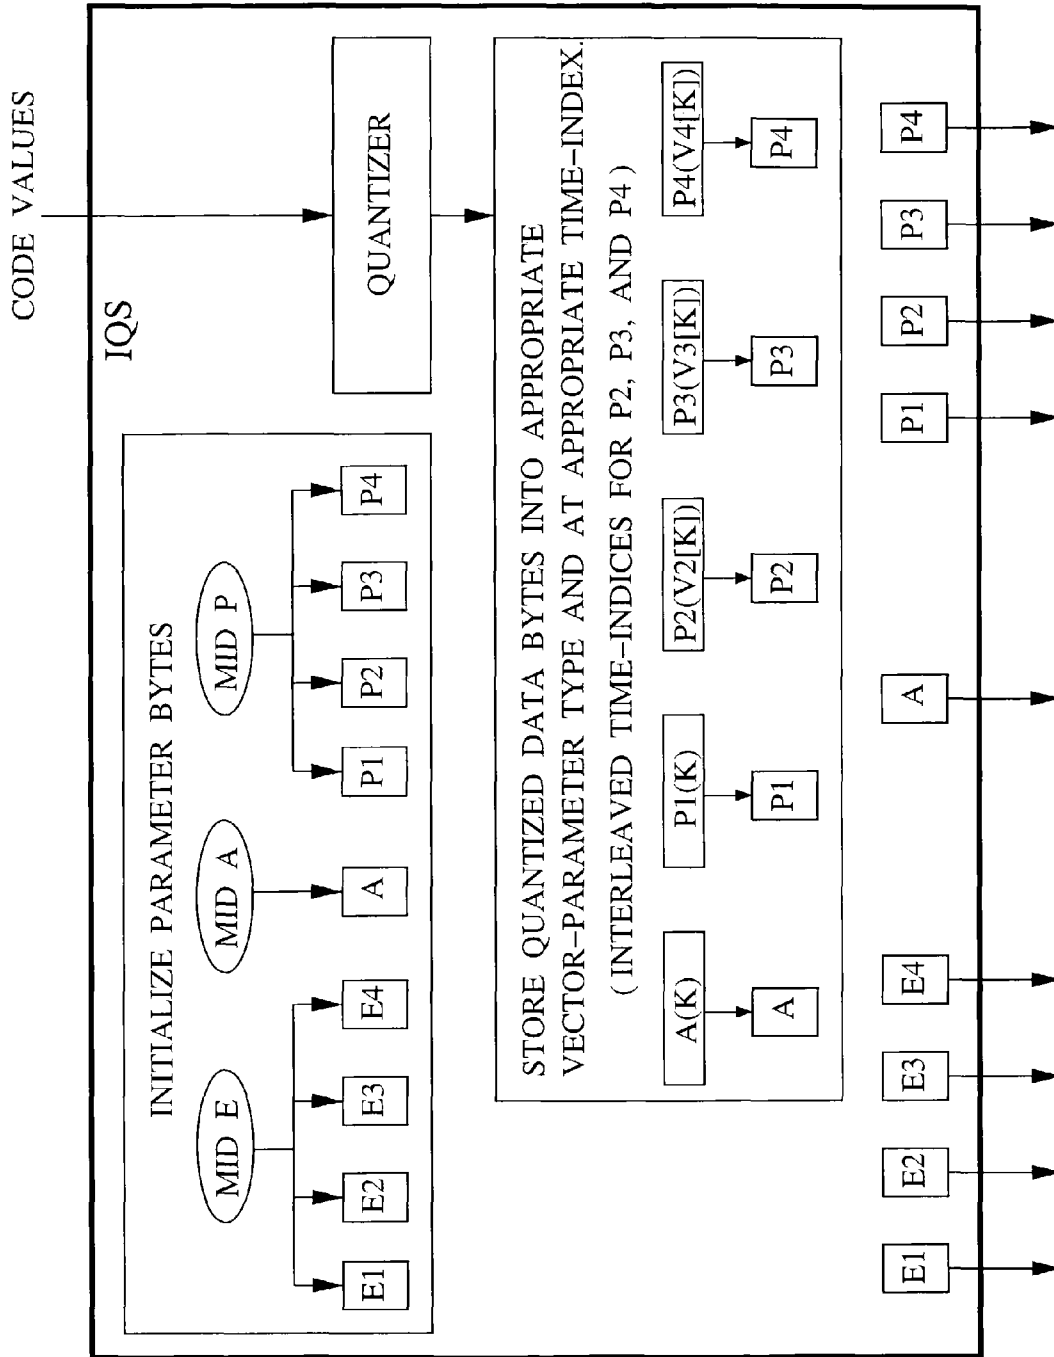 CODE VALUES
IQS
INITIALIZE PARAMETER BYTES
MID E
MID A
MID P
E1
E2
E3
E4
A
P1
P2
P3
P4
QUANTIZER
STORE QUANTIZED DATA BYTES INTO APPROPRIATE
VECTOR-PARAMETER TYPE AND AT APPROPRIATE TIME-INDEX.
( INTERLEAVED TIME-INDICES FOR P2, P3, AND P4 )
A(K)
P1(K)
P2(V2[K])
P3(V3[K])
P4(V4[K])
A
P1
P2
P3
P4
E1
E2
E3
E4
A
P1
P2
P3
P4